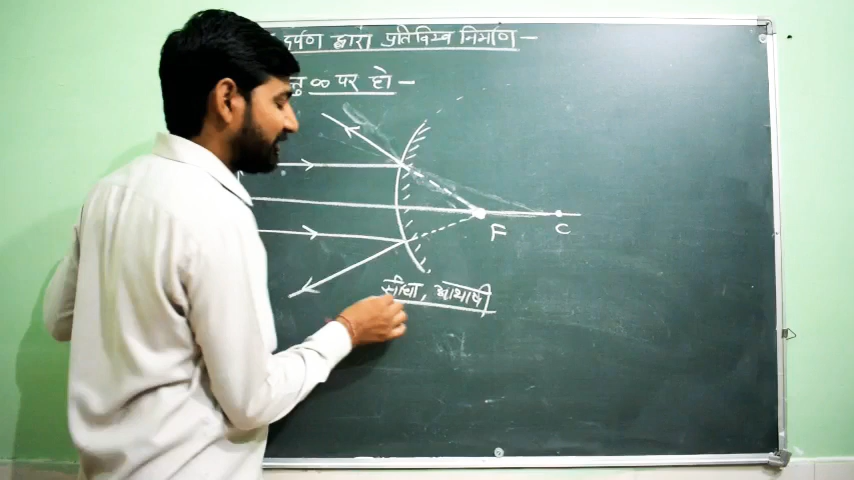 दर्पण द्वारा प्रतिबिम्ब निर्माण –
∞ पर हो –
F
C
सीधा, आभाषी